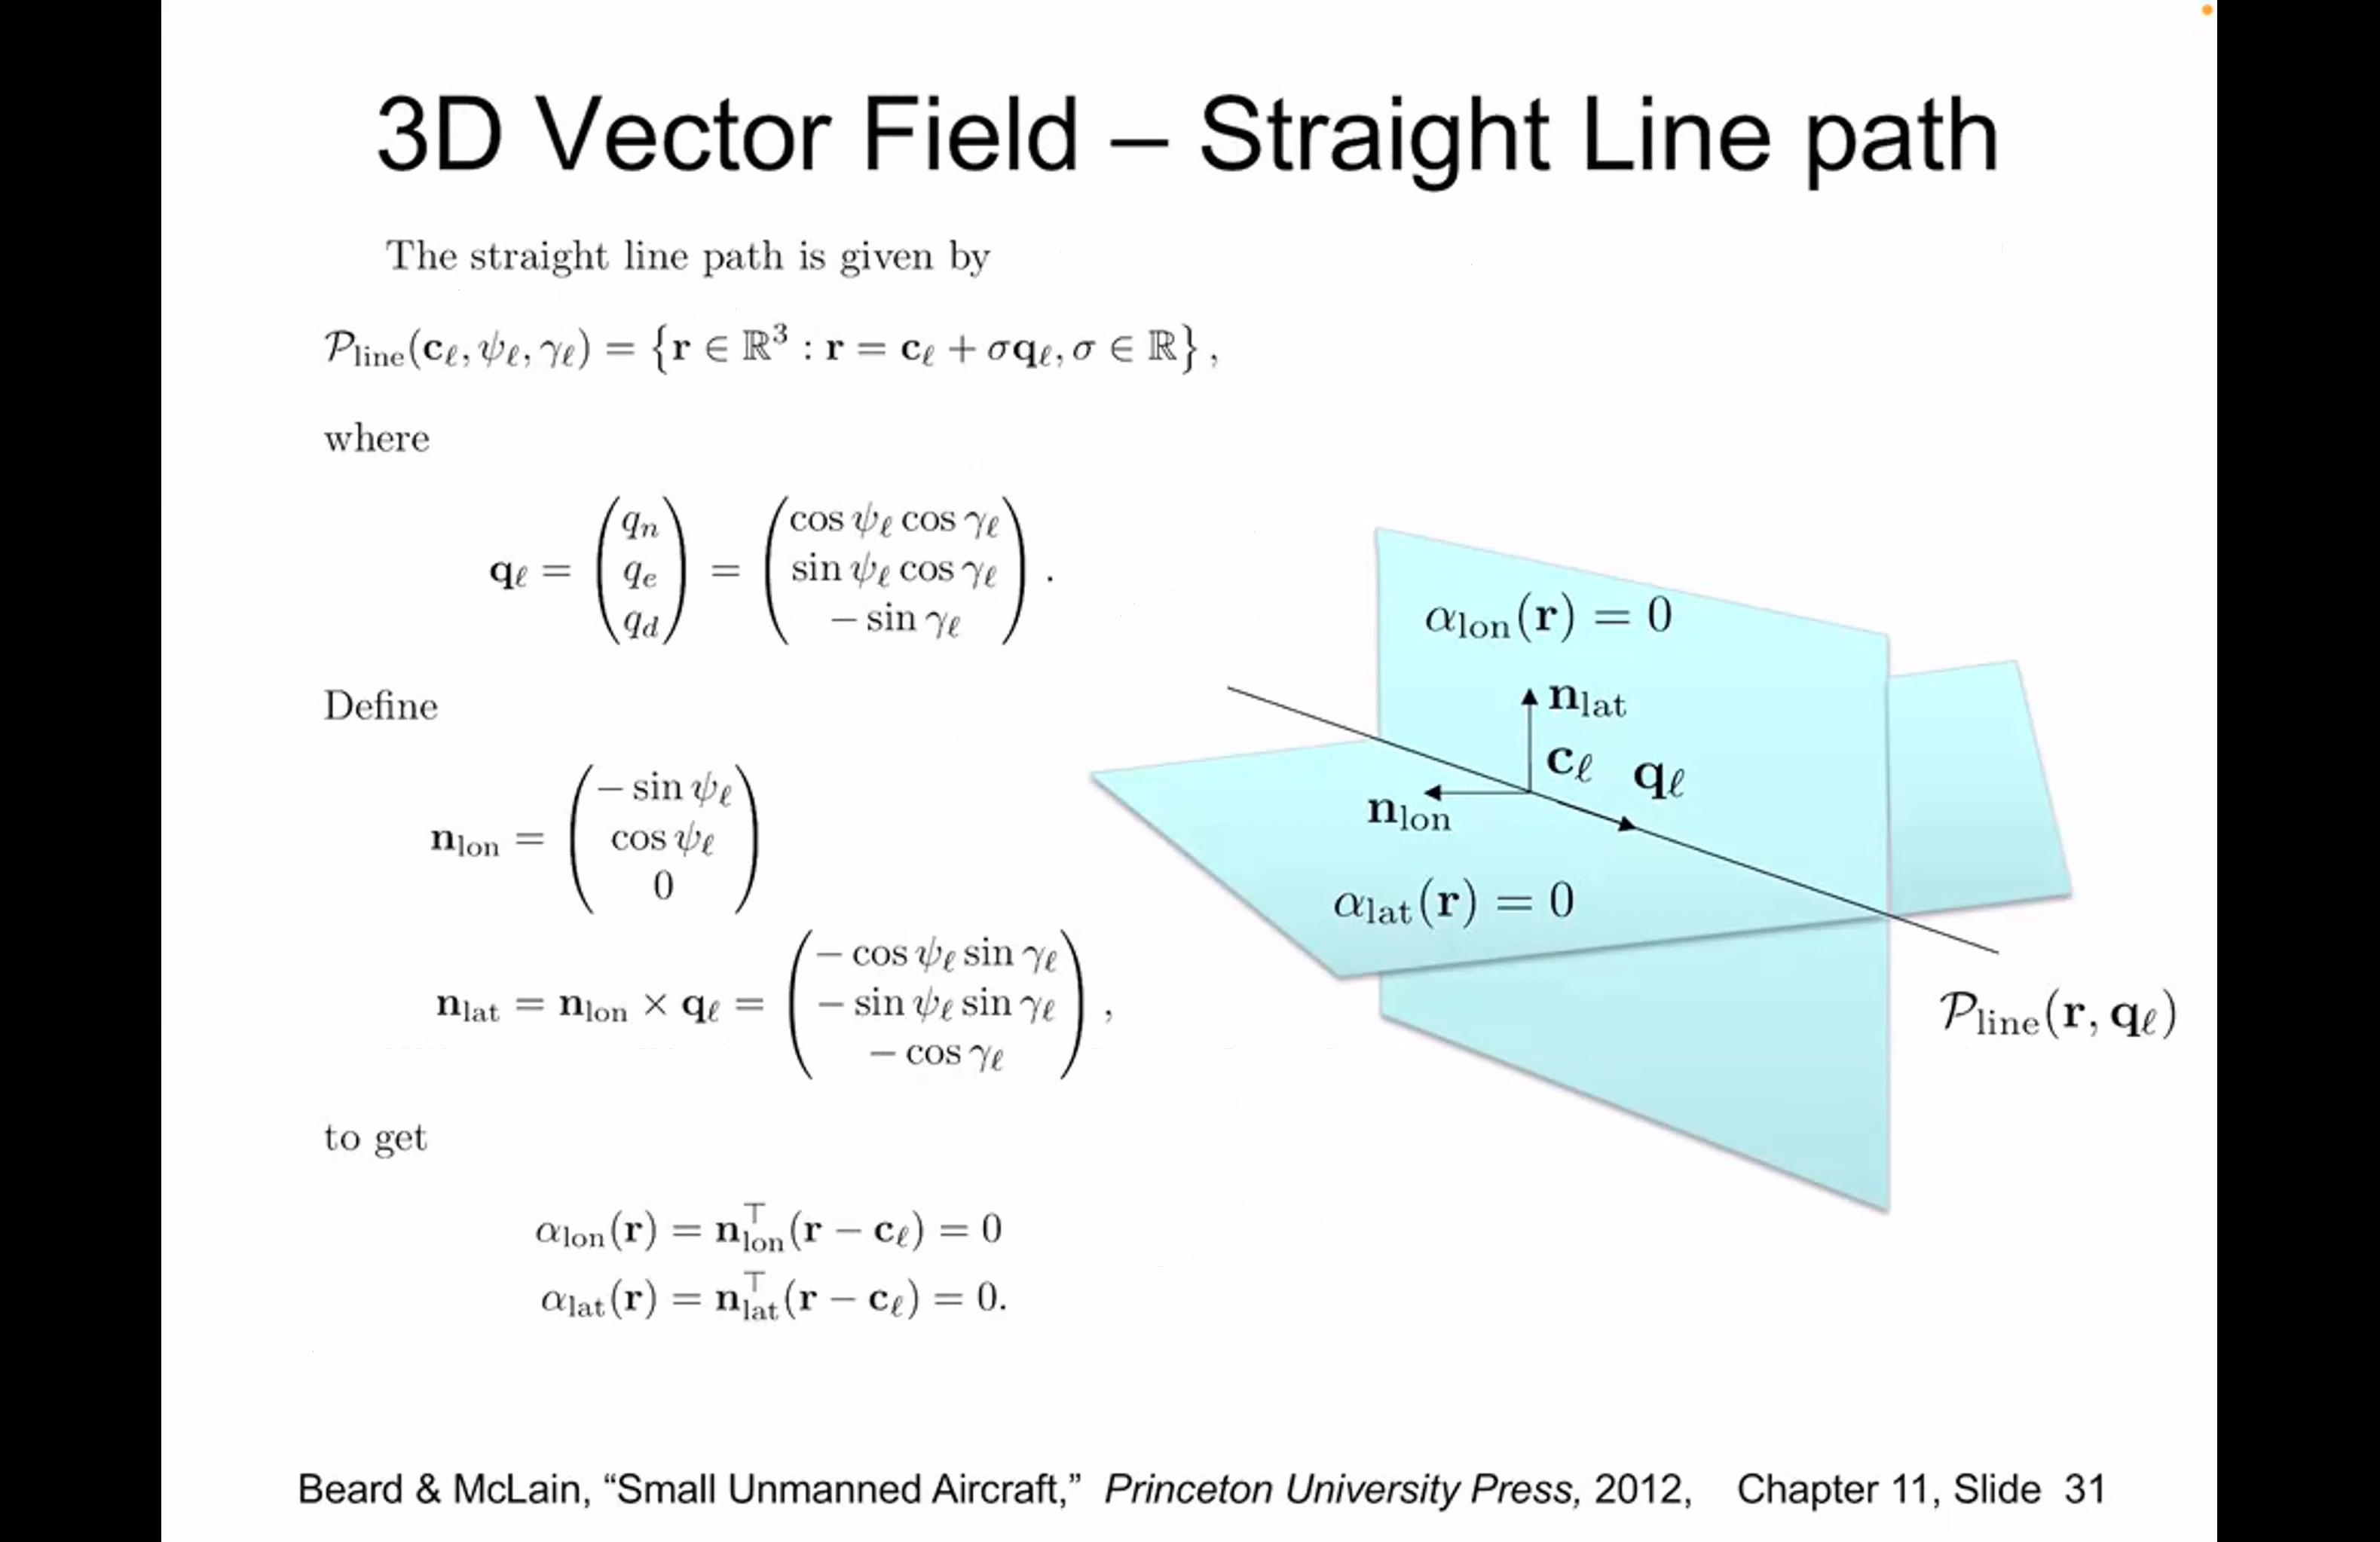 3D Vector Field – Straight Line path
The straight line path is given by
𝒫line(cℓ, ψℓ, γℓ) = {r ∈ ℝ³ : r = cℓ + σqℓ, σ ∈ ℝ} ,
where
qℓ = (qn qe qd) = (cos ψℓ cos γℓ
sin ψℓ cos γℓ
− sin γℓ) .
Define
nlon = (− sin ψℓ
cos ψℓ
0)
nlat = nlon × qℓ = (− cos ψℓ sin γℓ
− sin ψℓ sin γℓ
− cos γℓ) ,
to get
αlon(r) = n⊤lon(r − cℓ) = 0
αlat(r) = n⊤lat(r − cℓ) = 0.
αlon(r) = 0
nlat
cℓ
qℓ
nlon
αlat(r) = 0
𝒫line(r, qℓ)
Beard & McLain, “Small Unmanned Aircraft,” Princeton University Press, 2012, Chapter 11, Slide 31